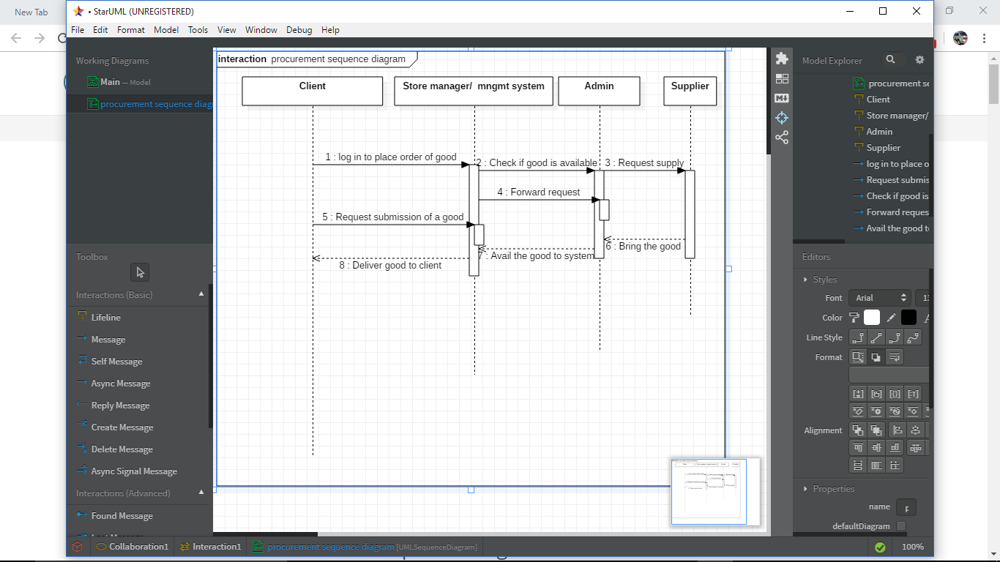 New Tab
• StarUML (UNREGISTERED)
File Edit Format Model Tools View Window Debug Help
Working Diagrams
Main — Model
procurement sequence diagr
Toolbox
Interactions (Basic)
Lifeline
Message
Self Message
Async Message
Reply Message
Create Message
Delete Message
Async Signal Message
Interactions (Advanced)
Found Message
interaction procurement sequence diagram
Client
Store manager/ mngmt system
Admin
Supplier
1 : log in to place order of good
2 : Check if good is available
3 : Request supply
4 : Forward request
5 : Request submission of a good
6 : Bring the good
7 : Avail the good to system
8 : Deliver good to client
Model Explorer
procurement se
Client
Store manager/
Admin
Supplier
log in to place o
Request submis
Check if good is
Forward reques
Avail the good t
Editors
Styles
Font Arial 13
Color
Line Style
Format
Alignment
Properties
name p
defaultDiagram
Collaboration1 Interaction1 procurement sequence diagram [UMLSequenceDiagram] 100%